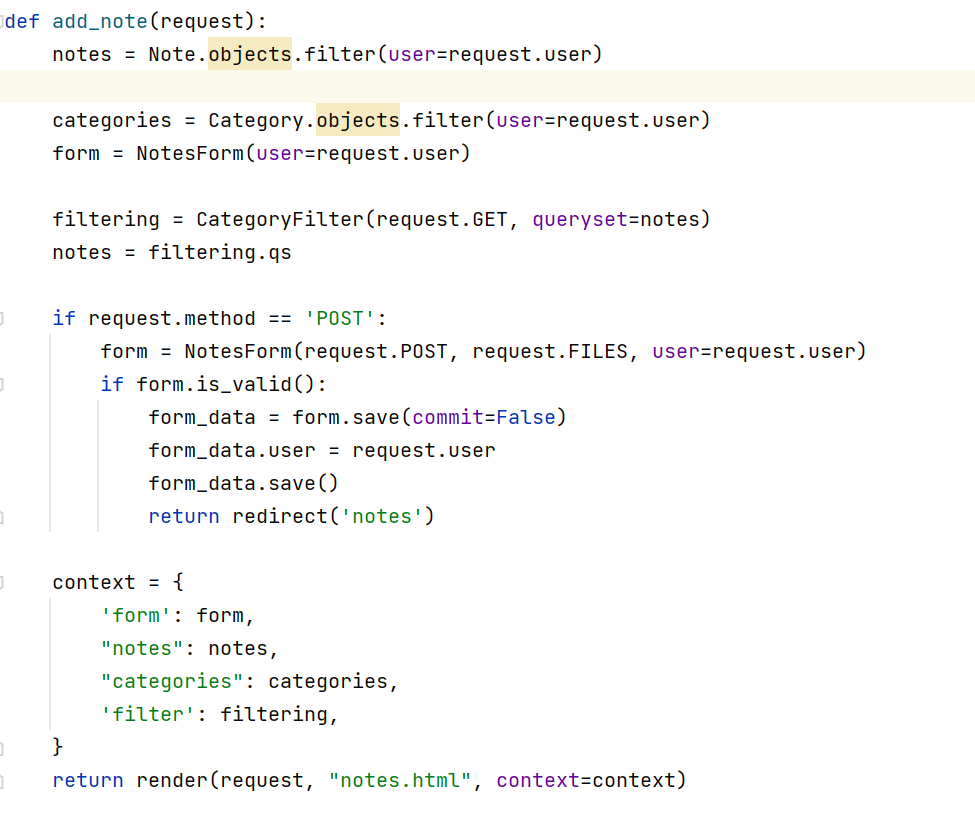 def add_note(request):
    notes = Note.objects.filter(user=request.user)

    categories = Category.objects.filter(user=request.user)
    form = NotesForm(user=request.user)

    filtering = CategoryFilter(request.GET, queryset=notes)
    notes = filtering.qs

    if request.method == 'POST':
        form = NotesForm(request.POST, request.FILES, user=request.user)
        if form.is_valid():
            form_data = form.save(commit=False)
            form_data.user = request.user
            form_data.save()
            return redirect('notes')

    context = {
        'form': form,
        "notes": notes,
        "categories": categories,
        'filter': filtering,
    }
    return render(request, "notes.html", context=context)